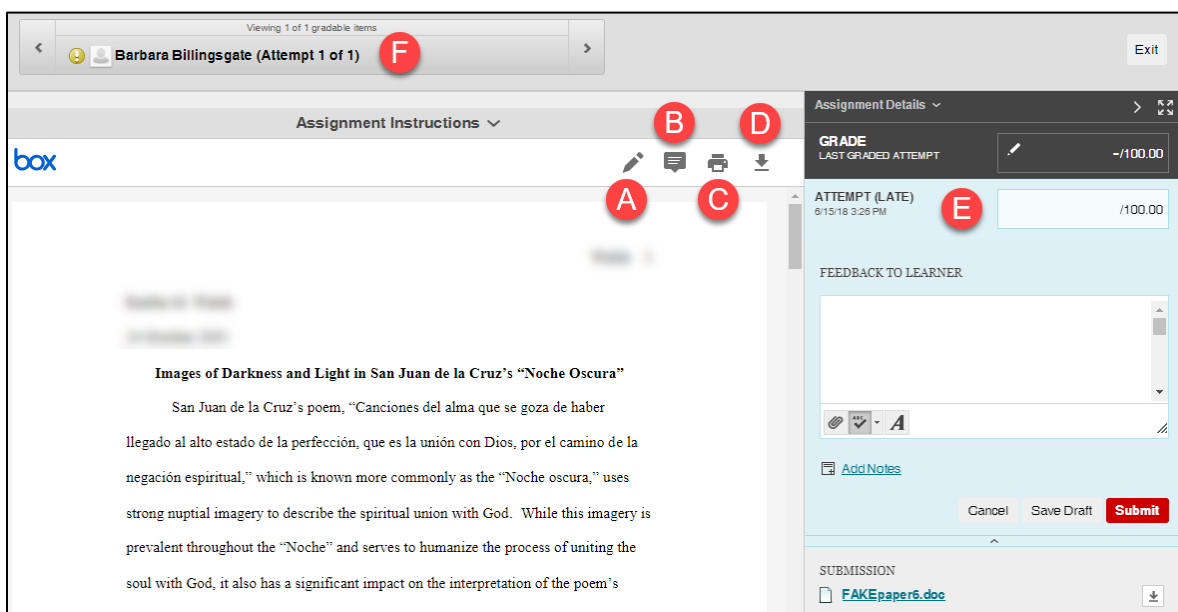 Viewing 1 of 1 gradable items
Barbara Billingsgate (Attempt 1 of 1)
F
Exit
Assignment Instructions
B
D
box
A
C
Assignment Details
GRADE
LAST GRADED ATTEMPT
-/100.00
ATTEMPT (LATE)
6/15/18 3:26 PM
E
/100.00
FEEDBACK TO LEARNER
ABC
A
Add Notes
Cancel Save Draft Submit
SUBMISSION
FAKEpaper6.doc
Images of Darkness and Light in San Juan de la Cruz’s “Noche Oscura”
San Juan de la Cruz’s poem, “Canciones del alma que se goza de haber
llegado al alto estado de la perfección, que es la unión con Dios, por el camino de la
negación espiritual,” which is known more commonly as the “Noche oscura,” uses
strong nuptial imagery to describe the spiritual union with God.  While this imagery is
prevalent throughout the “Noche” and serves to humanize the process of uniting the
soul with God, it also has a significant impact on the interpretation of the poem’s